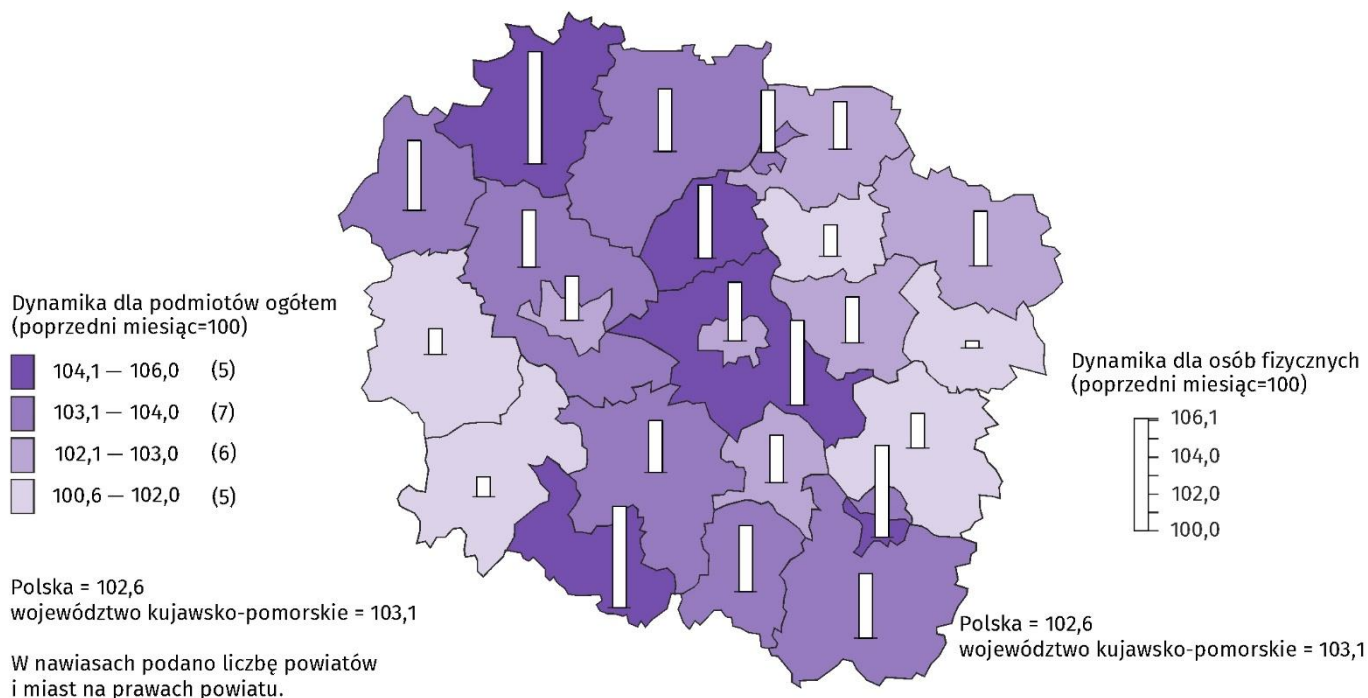 Dynamika dla podmiotów ogółem
(poprzedni miesiąc=100)
104,1 — 106,0 (5)
103,1 — 104,0 (7)
102,1 — 103,0 (6)
100,6 — 102,0 (5)
Polska = 102,6
województwo kujawsko-pomorskie = 103,1
W nawiasach podano liczbę powiatów
i miast na prawach powiatu.
Dynamika dla osób fizycznych
(poprzedni miesiąc=100)
106,1
104,0
102,0
100,0
Polska = 102,6
województwo kujawsko-pomorskie = 103,1